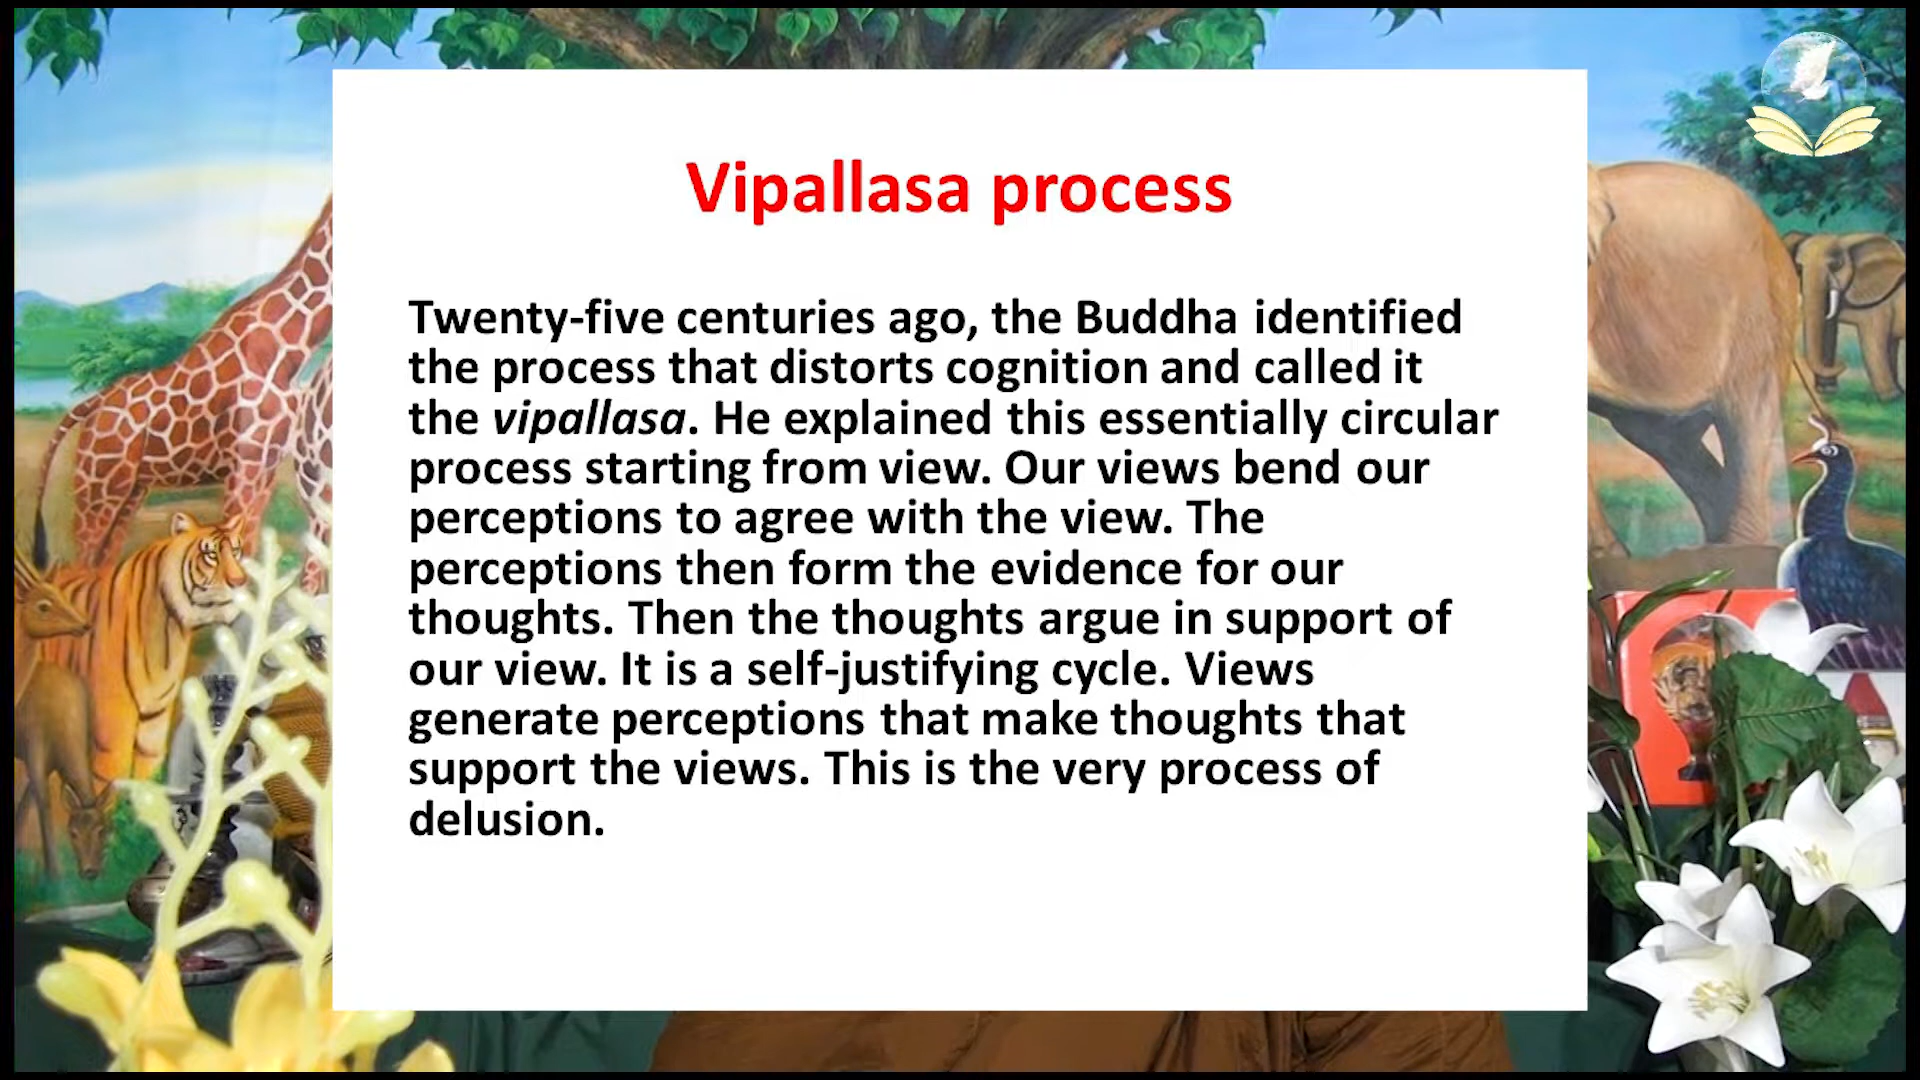 Vipallasa process
Twenty-five centuries ago, the Buddha identified
the process that distorts cognition and called it
the vipallasa. He explained this essentially circular
process starting from view. Our views bend our
perceptions to agree with the view. The
perceptions then form the evidence for our
thoughts. Then the thoughts argue in support of
our view. It is a self-justifying cycle. Views
generate perceptions that make thoughts that
support the views. This is the very process of
delusion.